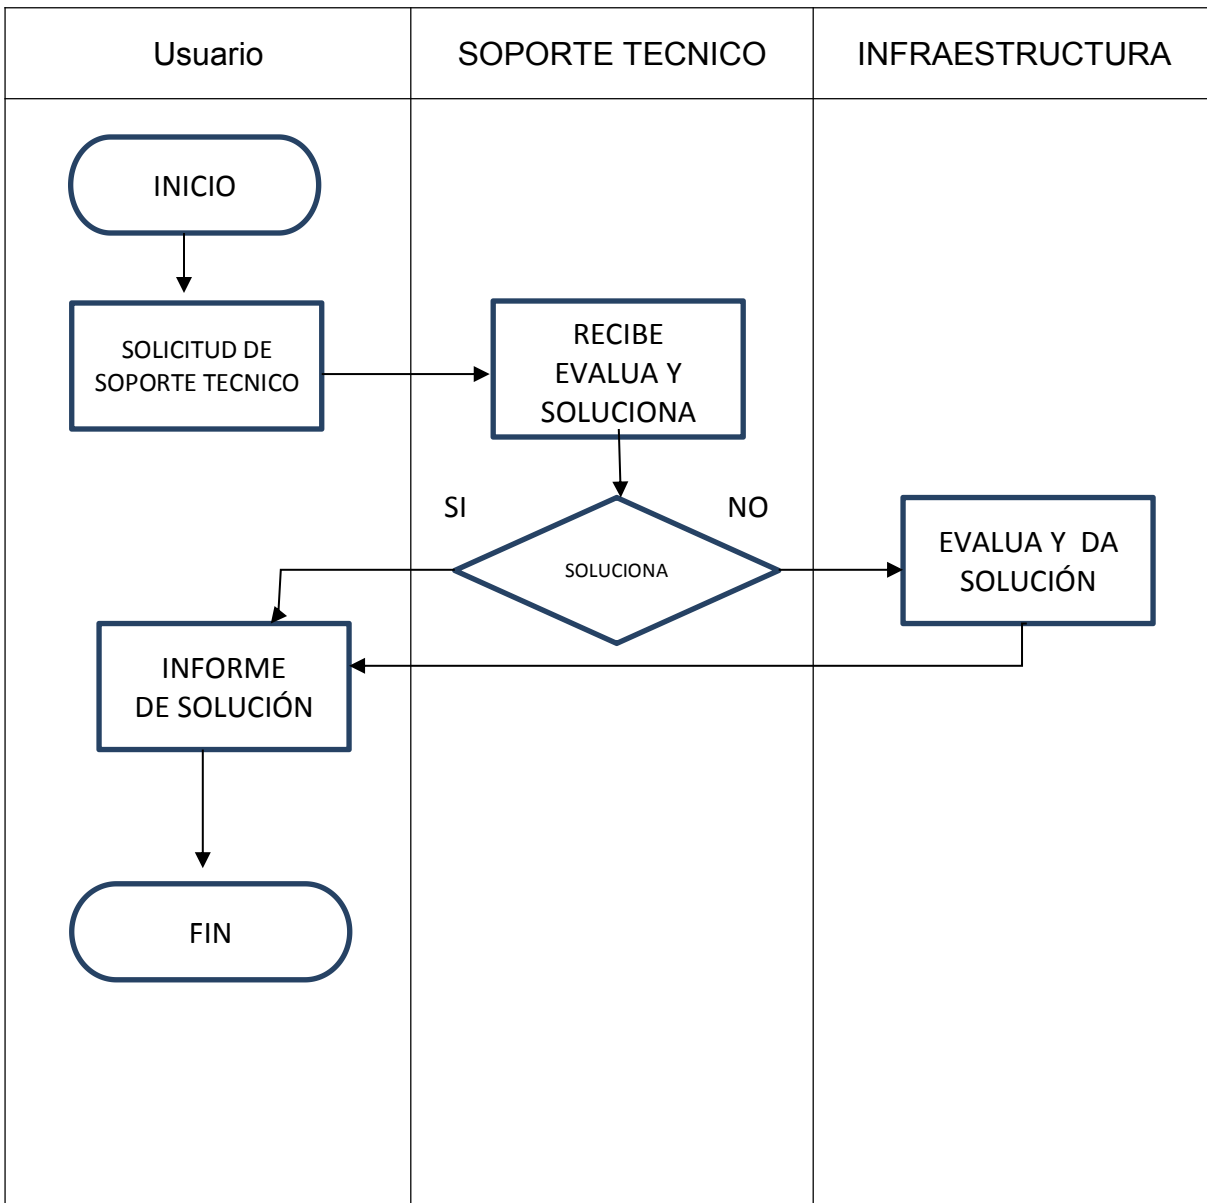 Usuario
SOPORTE TECNICO
INFRAESTRUCTURA
INICIO
SOLICITUD DE
SOPORTE TECNICO
RECIBE
EVALUA Y
SOLUCIONA
SI
NO
SOLUCIONA
EVALUA Y  DA
SOLUCIÓN
INFORME
DE SOLUCIÓN
FIN